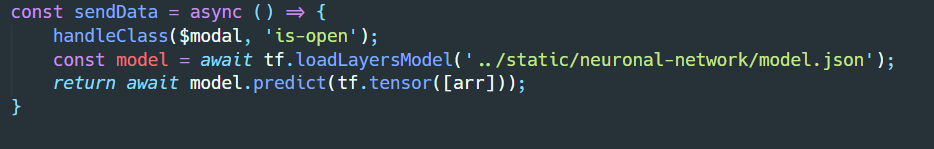 const sendData = async () => {
handleClass($modal, 'is-open');
const model = await tf.loadLayersModel('../static/neuronal-network/model.json');
return await model.predict(tf.tensor([arr]));
}